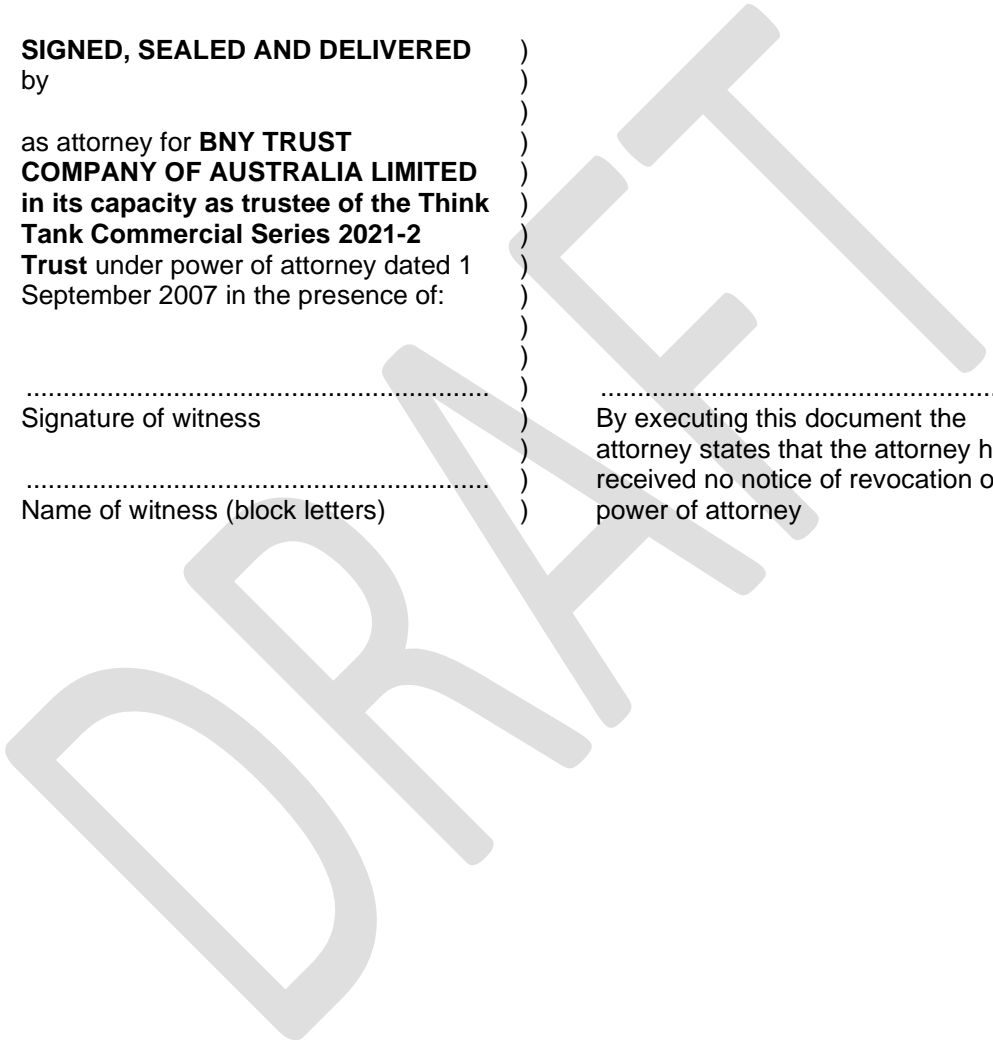 SIGNED, SEALED AND DELIVERED )
by )
)
as attorney for BNY TRUST )
COMPANY OF AUSTRALIA LIMITED )
in its capacity as trustee of the Think )
Tank Commercial Series 2021-2 )
Trust under power of attorney dated 1 )
September 2007 in the presence of: )
)
)
............................................................... )
Signature of witness )
)
............................................................... )
Name of witness (block letters) )
......................................................
By executing this document the
attorney states that the attorney h
received no notice of revocation o
power of attorney
DRAFT